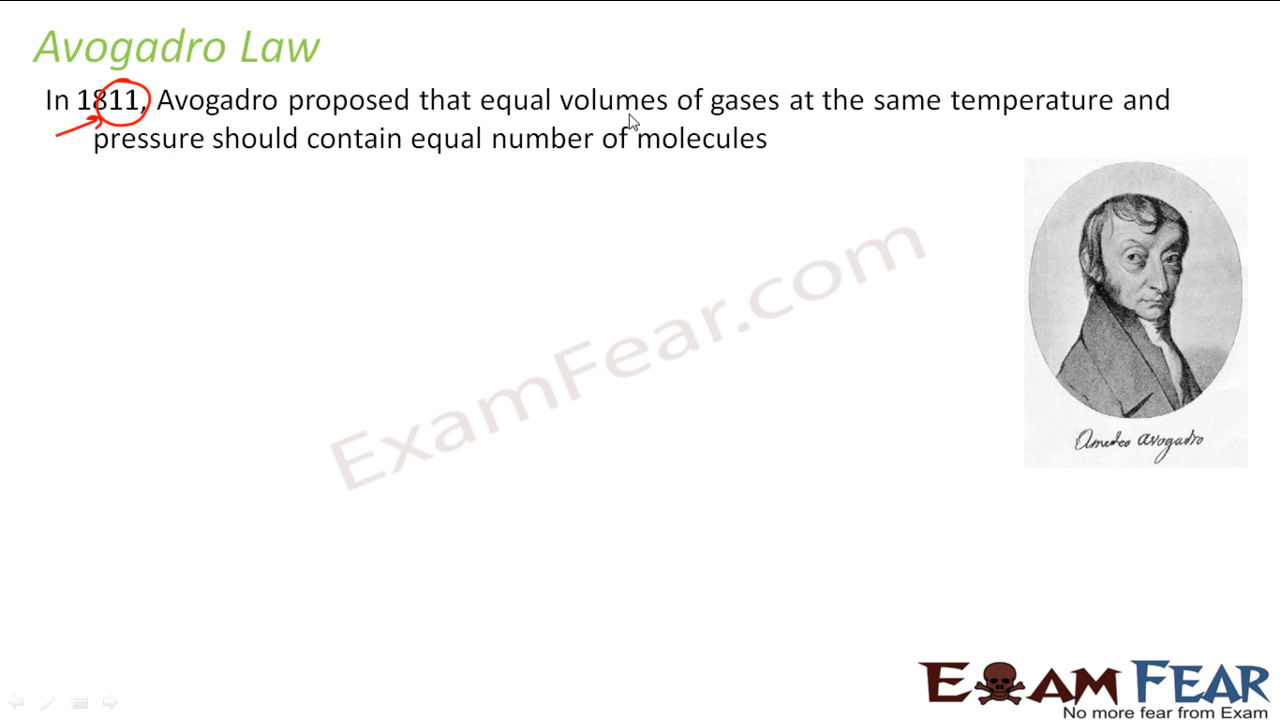 Avogadro Law
In 1811, Avogadro proposed that equal volumes of gases at the same temperature and
pressure should contain equal number of molecules
ExamFear.com
Amedeo Avogadro
EXAM FEAR
No more fear from Exam